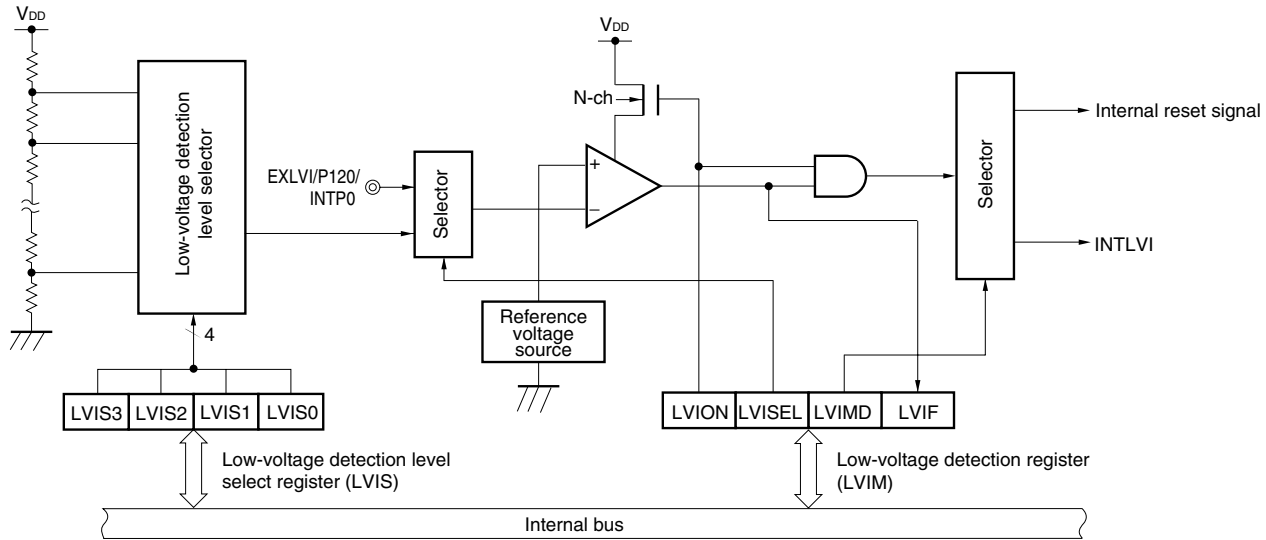 VDD
Low-voltage detection
level selector
4
LVIS3 LVIS2 LVIS1 LVIS0
Low-voltage detection level
select register (LVIS)
EXLVI/P120/
INTP0
Selector
VDD
N-ch
+
−
Reference
voltage
source
Selector
Internal reset signal
INTLVI
LVION LVISEL LVIMD LVIF
Low-voltage detection register
(LVIM)
Internal bus